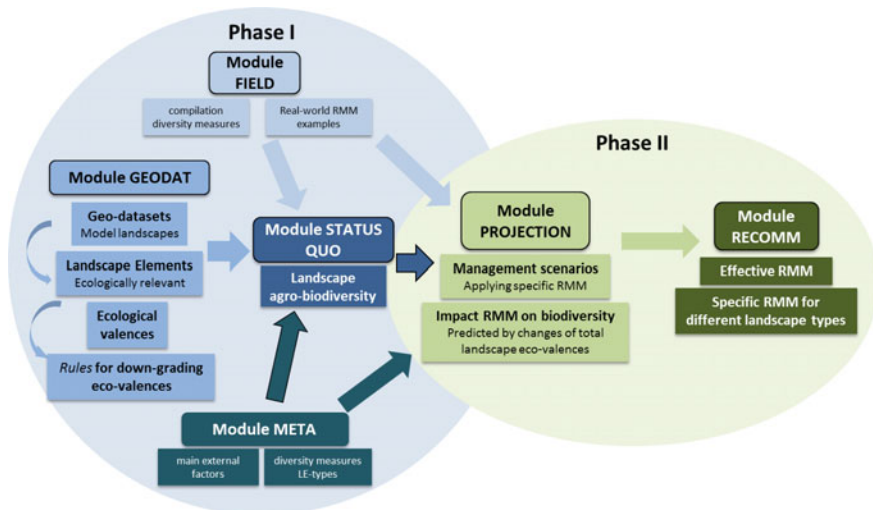 Phase I
Module
FIELD
compilation
diversity measures
Real-world RMM
examples
Module GEODAT
Geo-datasets
Model landscapes
Landscape Elements
Ecologically relevant
Ecological
valences
Rules for down-grading
eco-valences
Module STATUS
QUO
Landscape
agro-biodiversity
Module META
main external
factors
diversity measures
LE-types
Phase II
Module
PROJECTION
Management scenarios
Applying specific RMM
Impact RMM on biodiversity
Predicted by changes of total
landscape eco-valences
Module
RECOMM
Effective RMM
Specific RMM for
different landscape types